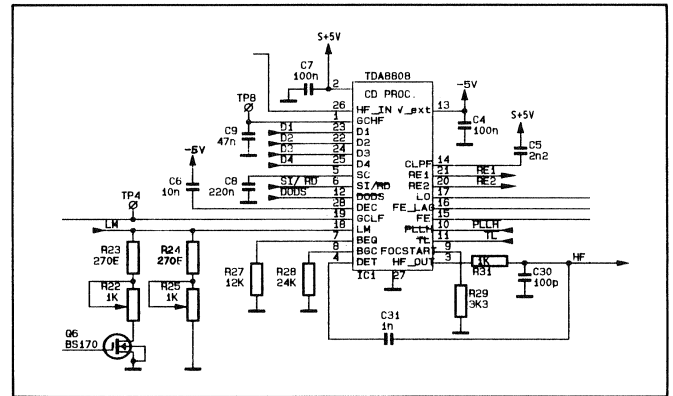 S+5V
C7
100n
2
TDA8808
CD PROC.
-5V
TP8
26 HF_IN V_ext 13
1 GCHF
C4
100n
S+5V
C9
47n
D1 23 D1
D2 22 D2
D3 24 D3
D4 25 D4
C5
2n2
CLPF 14
-5V
5 SC RE1 21 RE1
SI/RD 6 SI/RD RE2 20 RE2
C6
10n
C8
220n
DODS 12 DODS LO 17
28 DEC FE_LAG 16
TP4
19 GCLF FE 15
LM 18 LM PLLH 10 PLLH
7 BEQ TL 11 TL
8 BGC FOCSTART 9
4 DET HF_OUT 3
HF
R23
270E
R24
270E
R27
12K
R28
24K
IC1
27
1K
R31
C30
100p
R22
1K
R25
1K
R29
3K3
C31
1n
Q6
BS170